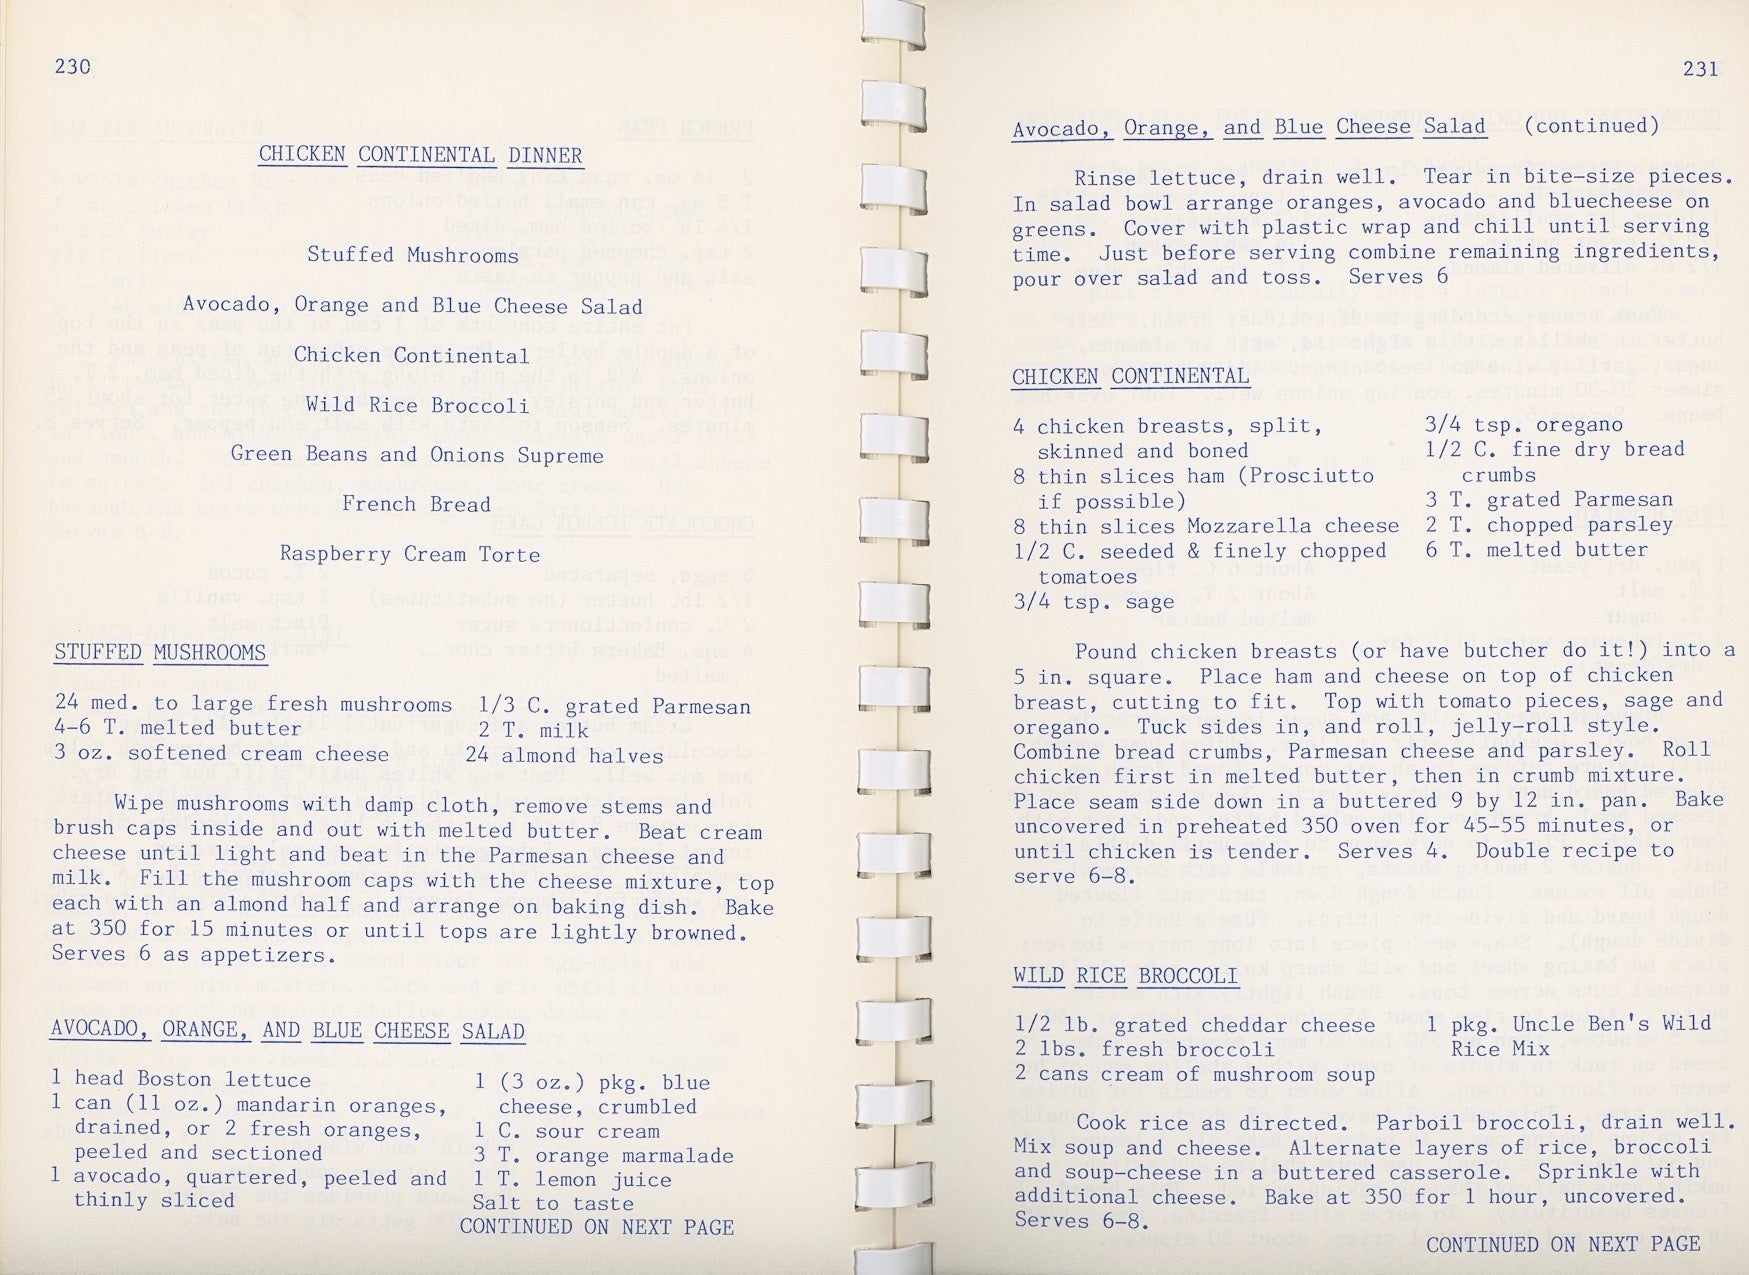 230
CHICKEN CONTINENTAL DINNER
Stuffed Mushrooms
Avocado, Orange and Blue Cheese Salad
Chicken Continental
Wild Rice Broccoli
Green Beans and Onions Supreme
French Bread
Raspberry Cream Torte
STUFFED MUSHROOMS
24 med. to large fresh mushrooms 1/3 C. grated Parmesan
4-6 T. melted butter 2 T. milk
3 oz. softened cream cheese 24 almond halves
Wipe mushrooms with damp cloth, remove stems and
brush caps inside and out with melted butter. Beat cream
cheese until light and beat in the Parmesan cheese and
milk. Fill the mushroom caps with the cheese mixture, top
each with an almond half and arrange on baking dish. Bake
at 350 for 15 minutes or until tops are lightly browned.
Serves 6 as appetizers.
AVOCADO, ORANGE, AND BLUE CHEESE SALAD
1 head Boston lettuce
1 can (11 oz.) mandarin oranges,
drained, or 2 fresh oranges,
peeled and sectioned
1 avocado, quartered, peeled and
thinly sliced
1 (3 oz.) pkg. blue
cheese, crumbled
1 C. sour cream
3 T. orange marmalade
1 T. lemon juice
Salt to taste
CONTINUED ON NEXT PAGE
231
Avocado, Orange, and Blue Cheese Salad (continued)
Rinse lettuce, drain well. Tear in bite-size pieces.
In salad bowl arrange oranges, avocado and bluecheese on
greens. Cover with plastic wrap and chill until serving
time. Just before serving combine remaining ingredients,
pour over salad and toss. Serves 6
CHICKEN CONTINENTAL
4 chicken breasts, split,
skinned and boned
8 thin slices ham (Prosciutto
if possible)
8 thin slices Mozzarella cheese
1/2 C. seeded & finely chopped
tomatoes
3/4 tsp. sage
3/4 tsp. oregano
1/2 C. fine dry bread
crumbs
3 T. grated Parmesan
2 T. chopped parsley
6 T. melted butter
Pound chicken breasts (or have butcher do it!) into a
5 in. square. Place ham and cheese on top of chicken
breast, cutting to fit. Top with tomato pieces, sage and
oregano. Tuck sides in, and roll, jelly-roll style.
Combine bread crumbs, Parmesan cheese and parsley. Roll
chicken first in melted butter, then in crumb mixture.
Place seam side down in a buttered 9 by 12 in. pan. Bake
uncovered in preheated 350 oven for 45-55 minutes, or
until chicken is tender. Serves 4. Double recipe to
serve 6-8.
WILD RICE BROCCOLI
1/2 lb. grated cheddar cheese
2 lbs. fresh broccoli
2 cans cream of mushroom soup
1 pkg. Uncle Ben's Wild
Rice Mix
Cook rice as directed. Parboil broccoli, drain well.
Mix soup and cheese. Alternate layers of rice, broccoli
and soup-cheese in a buttered casserole. Sprinkle with
additional cheese. Bake at 350 for 1 hour, uncovered.
Serves 6-8.
CONTINUED ON NEXT PAGE